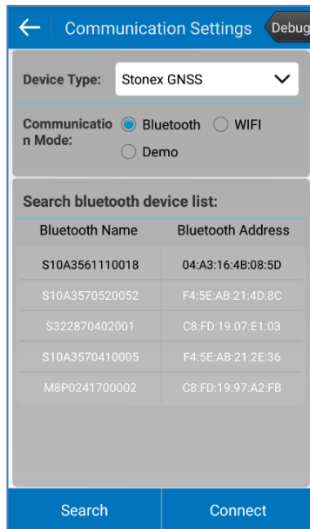 Communication Settings
Debug
Device Type: Stonex GNSS
Communicatio Bluetooth WIFI
n Mode:
Demo
Search bluetooth device list:
Bluetooth Name Bluetooth Address
S10A3561110018 04:A3:16:4B:08:5D
S10A3570520052 F4:5E:AB:21:4D:8C
S322870402001 C8:FD:19:07:E1:03
S10A3570410005 F4:5E:AB:21:2E:36
M8P0241700002 C8:FD:19:97:A2:FB
Search Connect